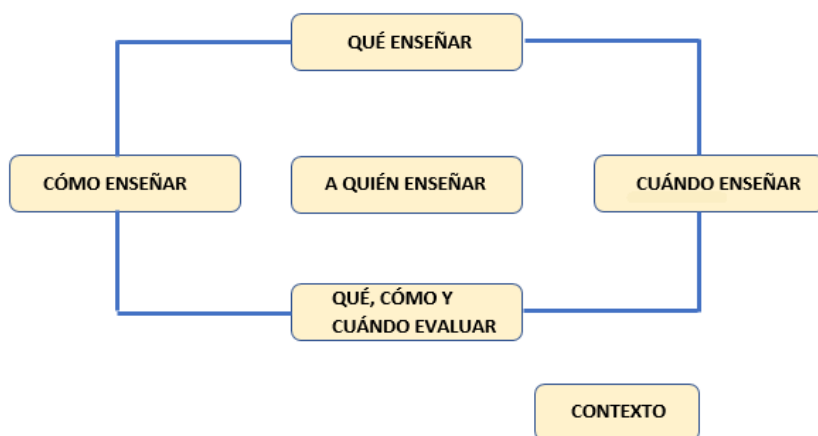 QUÉ ENSEÑAR
CÓMO ENSEÑAR
A QUIÉN ENSEÑAR
CUÁNDO ENSEÑAR
QUÉ, CÓMO Y
CUÁNDO EVALUAR
CONTEXTO